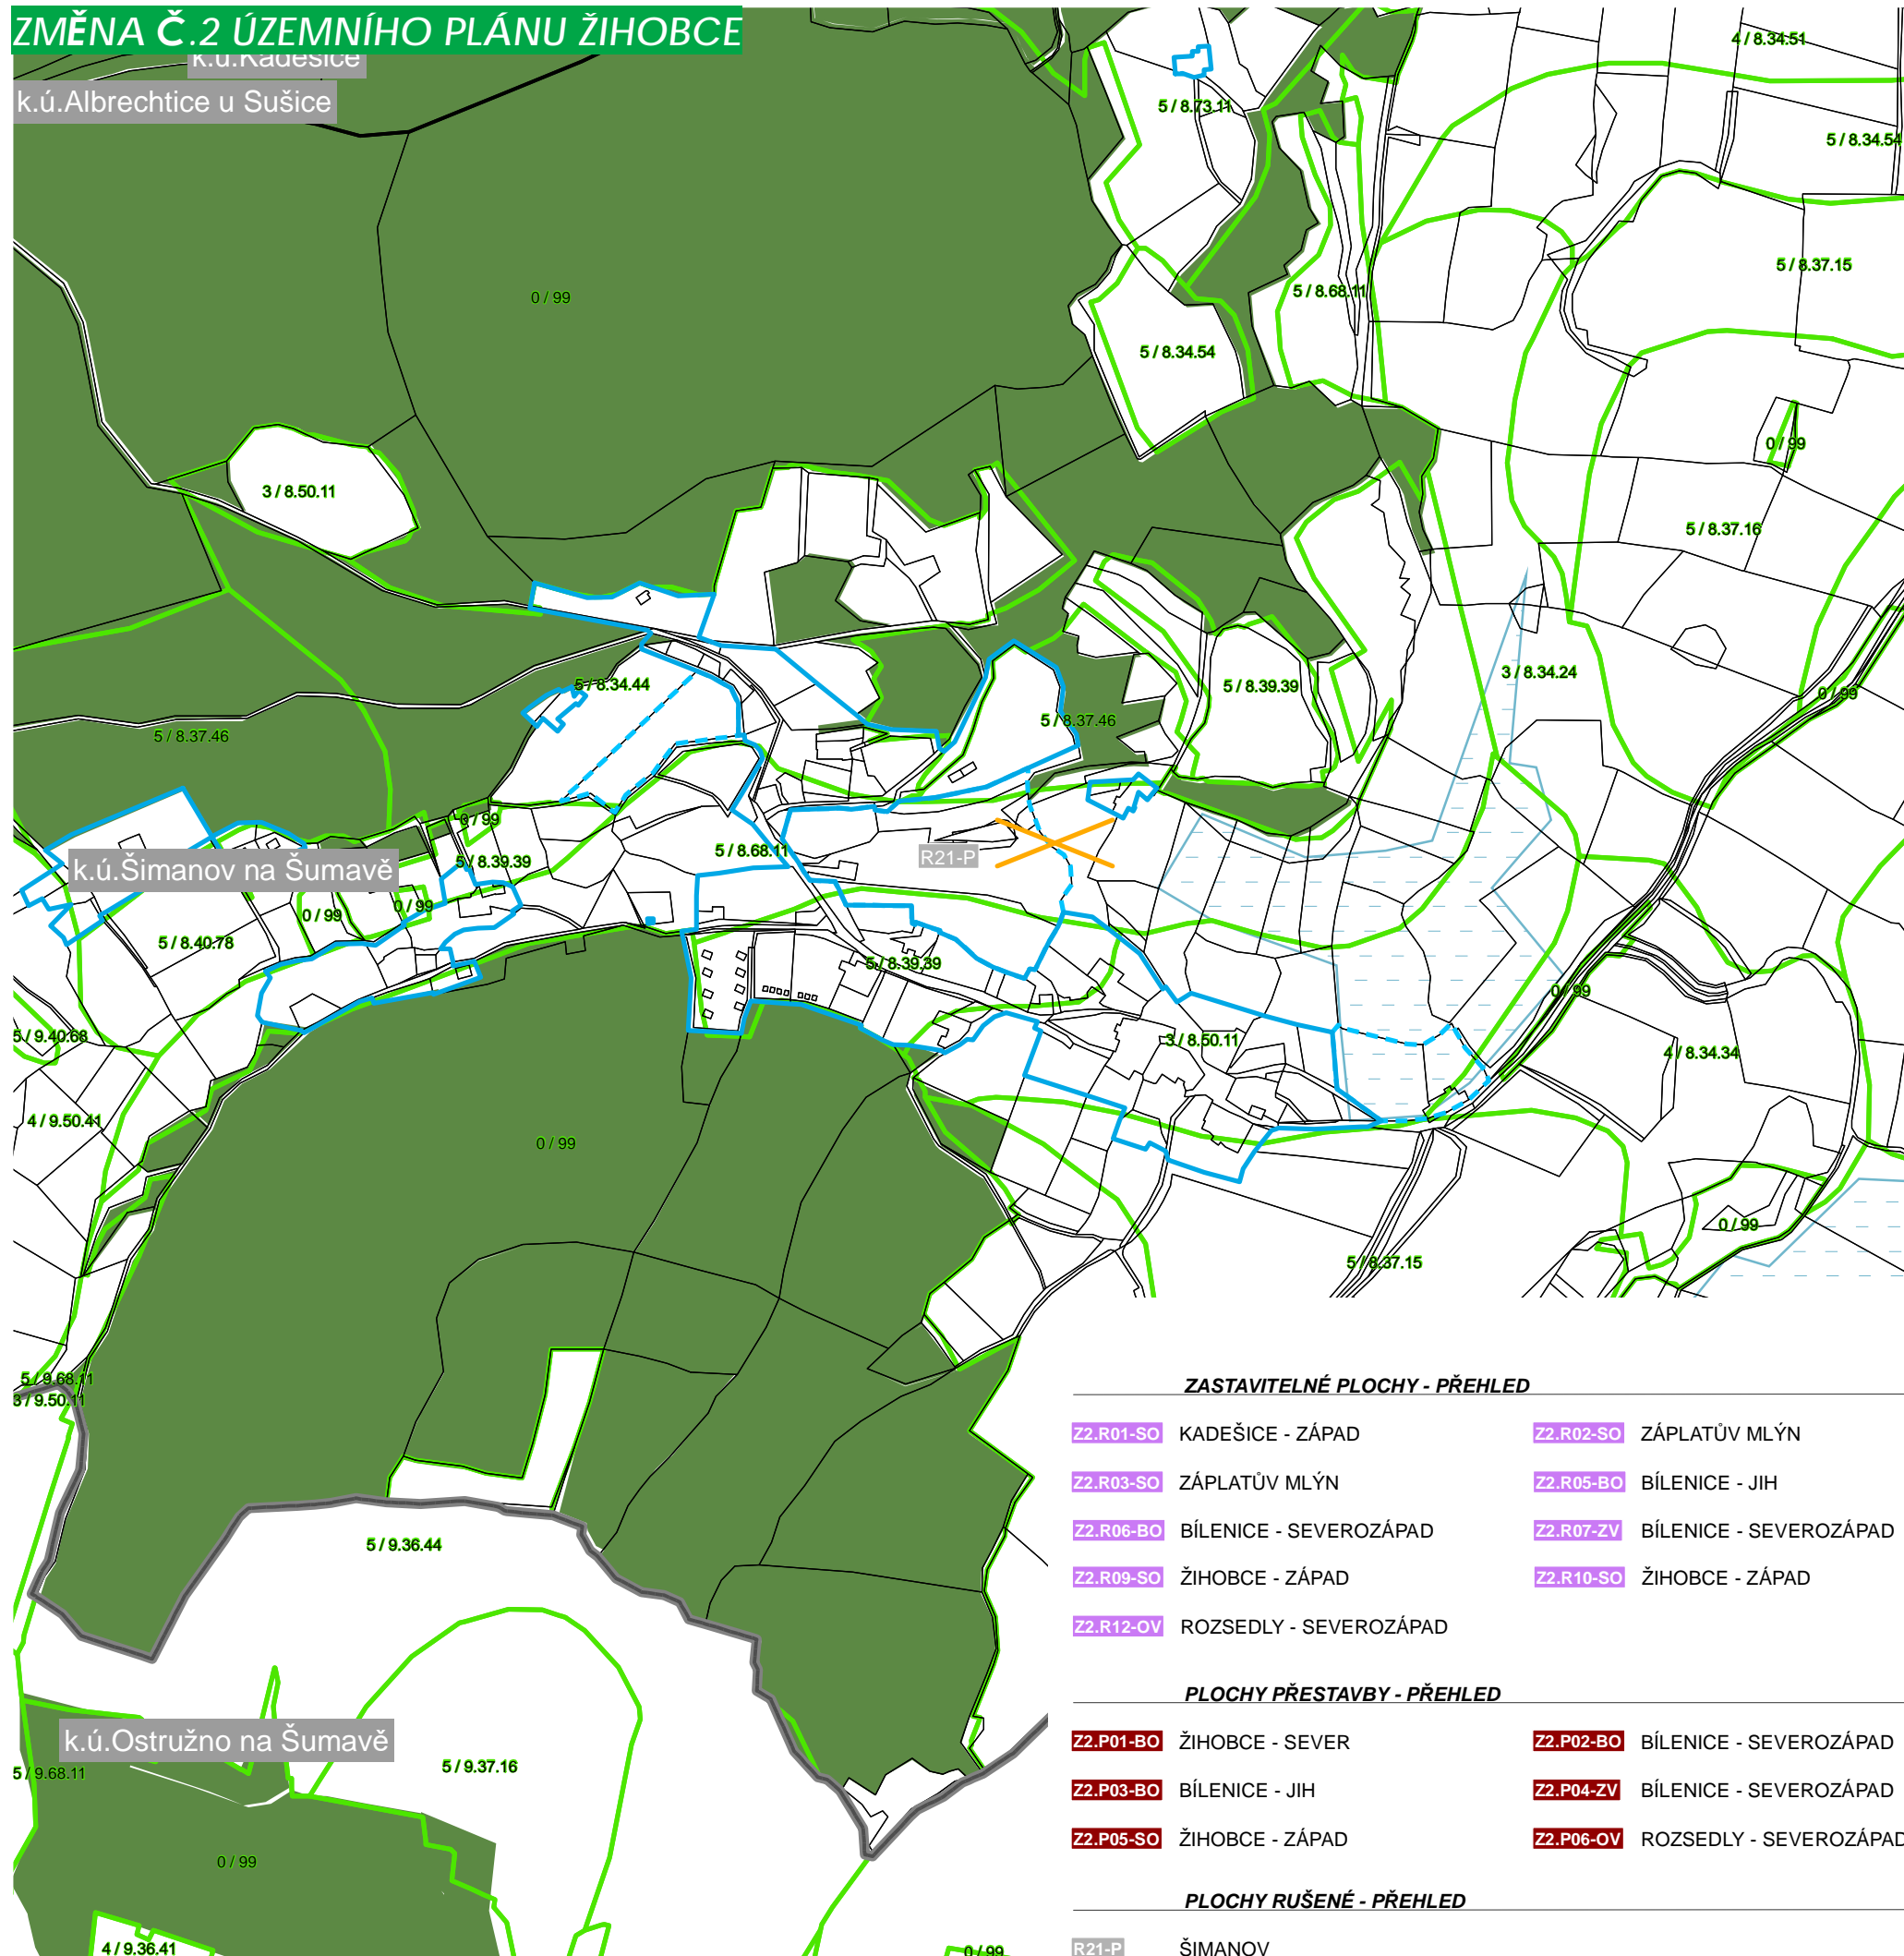 ZMĚNA Č.2 ÚZEMNÍHO PLÁNU ŽIHOBCE
k.ú.Kadešice
k.ú.Albrechtice u Sušice
4 / 8.34.51
5 / 8.73.11
5 / 8.34.54
0 / 99
5 / 8.68.11
5 / 8.37.15
5 / 8.34.54
0 / 99
3 / 8.50.11
5 / 8.37.16
5 / 8.34.44
5 / 8.39.39
3 / 8.34.24
0 / 99
5 / 8.37.46
5 / 8.37.46
0 / 99
5 / 8.68.11
R21-P
k.ú.Šimanov na Šumavě
5 / 8.39.39
0 / 99
0 / 99
5 / 8.40.78
5 / 8.39.39
0 / 99
5 / 9.40.68
3 / 8.50.11
4 / 8.34.34
4 / 9.50.41
0 / 99
0 / 99
5 / 8.37.15
5 / 9.68.11
3 / 9.50.11
5 / 9.36.44
k.ú.Ostružno na Šumavě
5 / 9.68.11
5 / 9.37.16
0 / 99
4 / 9.36.41
0 / 99
ZASTAVITELNÉ PLOCHY - PŘEHLED
Z2.R01-SO KADEŠICE - ZÁPAD
Z2.R02-SO ZÁPLATŮV MLÝN
Z2.R03-SO ZÁPLATŮV MLÝN
Z2.R05-BO BÍLENICE - JIH
Z2.R06-BO BÍLENICE - SEVEROZÁPAD
Z2.R07-ZV BÍLENICE - SEVEROZÁPAD
Z2.R09-SO ŽIHOBCE - ZÁPAD
Z2.R10-SO ŽIHOBCE - ZÁPAD
Z2.R12-OV ROZSEDLY - SEVEROZÁPAD
PLOCHY PŘESTAVBY - PŘEHLED
Z2.P01-BO ŽIHOBCE - SEVER
Z2.P02-BO BÍLENICE - SEVEROZÁPAD
Z2.P03-BO BÍLENICE - JIH
Z2.P04-ZV BÍLENICE - SEVEROZÁPAD
Z2.P05-SO ŽIHOBCE - ZÁPAD
Z2.P06-OV ROZSEDLY - SEVEROZÁPAD
PLOCHY RUŠENÉ - PŘEHLED
R21-P ŠIMANOV